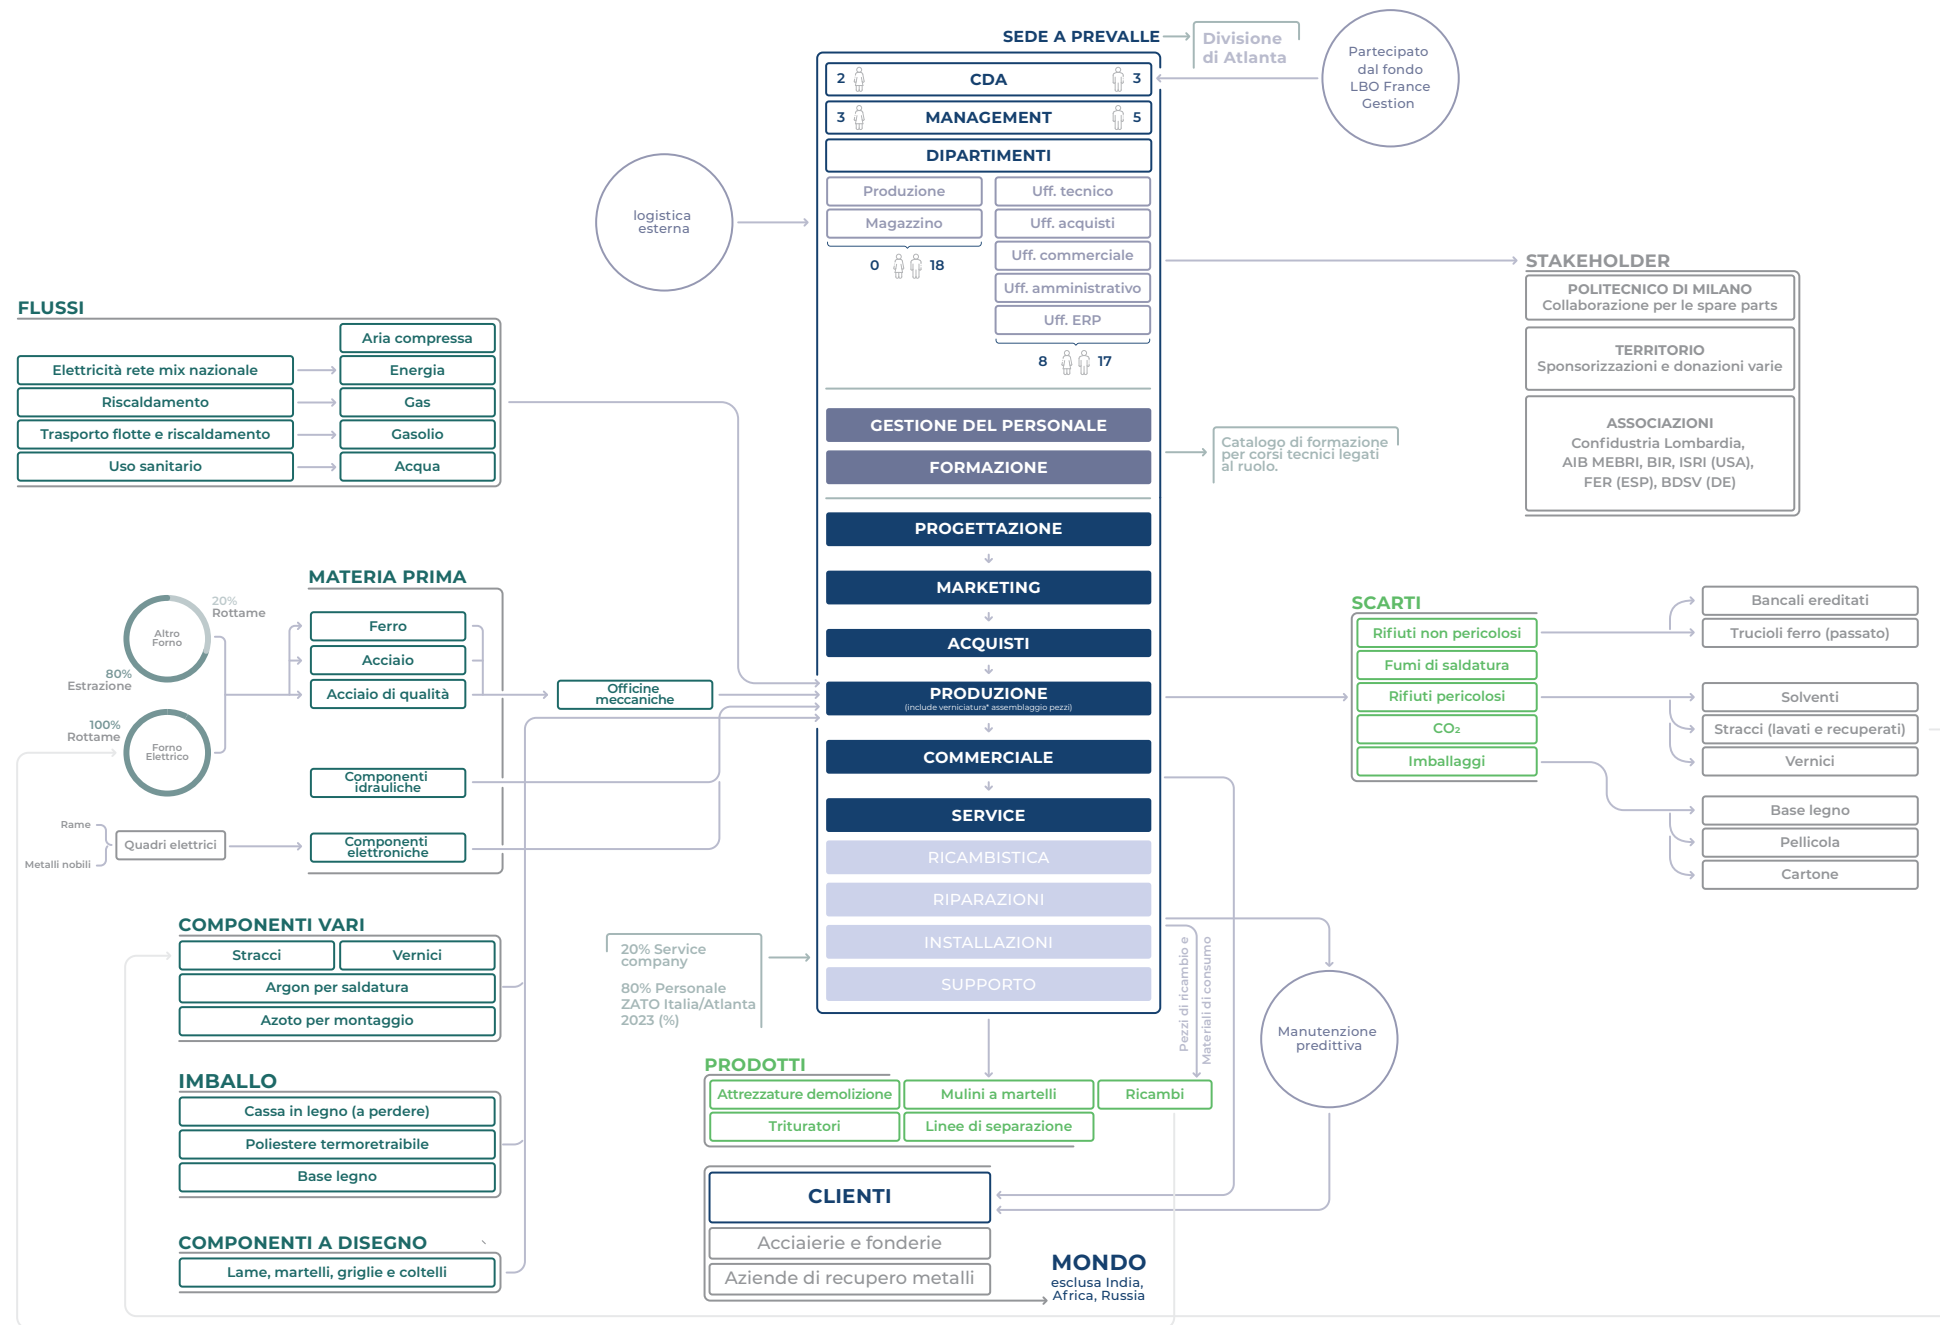 SEDE A PREVALLE
Divisione
di Atlanta
Partecipato
dal fondo
LBO France
Gestion
2 CDA 3
3 MANAGEMENT 5
DIPARTIMENTI
Produzione
Magazzino
0 18
Uff. tecnico
Uff. acquisti
Uff. commerciale
Uff. amministrativo
Uff. ERP
8 17
logistica
esterna
STAKEHOLDER
POLITECNICO DI MILANO
Collaborazione per le spare parts
TERRITORIO
Sponsorizzazioni e donazioni varie
ASSOCIAZIONI
Confidustria Lombardia,
AIB MEBRI, BIR, ISRI (USA),
FER (ESP), BDSV (DE)
FLUSSI
Aria compressa
Elettricità rete mix nazionale
Energia
Riscaldamento
Gas
Trasporto flotte e riscaldamento
Gasolio
Uso sanitario
Acqua
GESTIONE DEL PERSONALE
FORMAZIONE
Catalogo di formazione
per corsi tecnici legati
al ruolo.
PROGETTAZIONE
MARKETING
ACQUISTI
PRODUZIONE
(include verniciatura* assemblaggio pezzi)
COMMERCIALE
SERVICE
RICAMBISTICA
RIPARAZIONI
INSTALLAZIONI
SUPPORTO
MATERIA PRIMA
20%
Rottame
Altro
Forno
80%
Estrazione
100%
Rottame
Forno
Elettrico
Ferro
Acciaio
Acciaio di qualità
Officine
meccaniche
Componenti
idrauliche
Rame
Metalli nobili
Quadri elettrici
Componenti
elettroniche
SCARTI
Rifiuti non pericolosi
Fumi di saldatura
Rifiuti pericolosi
CO₂
Imballaggi
Bancali ereditati
Trucioli ferro (passato)
Solventi
Stracci (lavati e recuperati)
Vernici
Base legno
Pellicola
Cartone
COMPONENTI VARI
Stracci
Vernici
Argon per saldatura
Azoto per montaggio
20% Service
company
80% Personale
ZATO Italia/Atlanta
2023 (%)
Pezzi di ricambio e
Materiali di consumo
Manutenzione
predittiva
IMBALLO
Cassa in legno (a perdere)
Poliestere termoretraibile
Base legno
PRODOTTI
Attrezzature demolizione
Mulini a martelli
Ricambi
Trituratori
Linee di separazione
COMPONENTI A DISEGNO
Lame, martelli, griglie e coltelli
CLIENTI
Acciaierie e fonderie
Aziende di recupero metalli
MONDO
esclusa India,
Africa, Russia